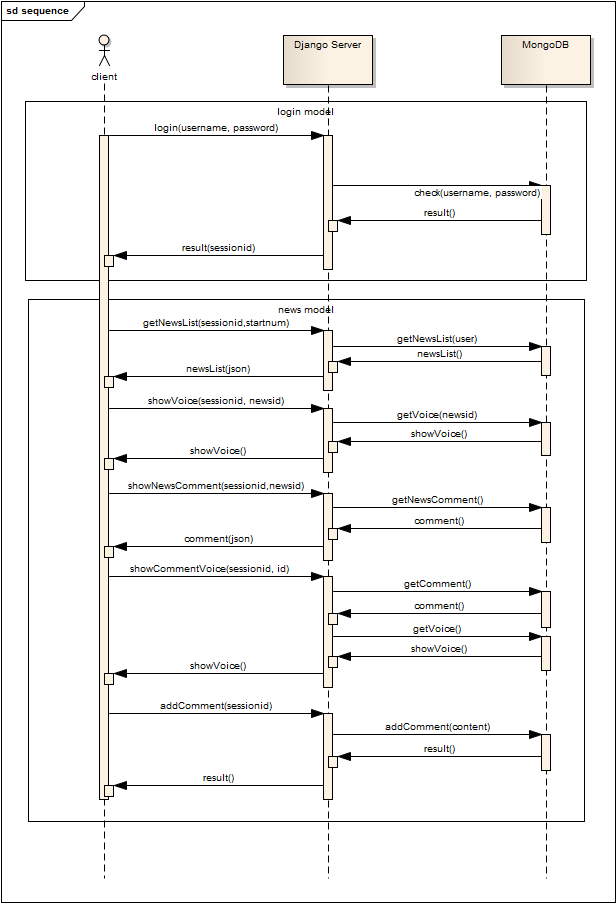 sd sequence
client
Django Server
MongoDB
login model
login(username, password)
check(username, password)
result()
result(sessionid)
news model
getNewsList(sessionid,startnum)
getNewsList(user)
newsList()
newsList(json)
showVoice(sessionid, newsid)
getVoice(newsid)
showVoice()
showVoice()
showNewsComment(sessionid,newsid)
getNewsComment()
comment()
comment(json)
showCommentVoice(sessionid, id)
getComment()
comment()
getVoice()
showVoice()
showVoice()
addComment(sessionid)
addComment(content)
result()
result()